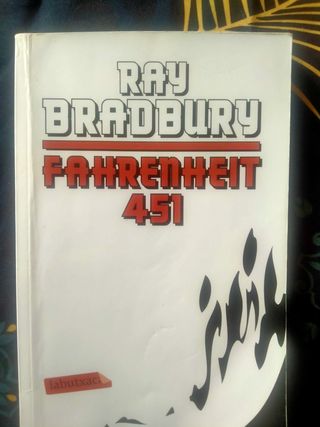 RAY
BRADBURY
FAHRENHEIT
451
labutxaca